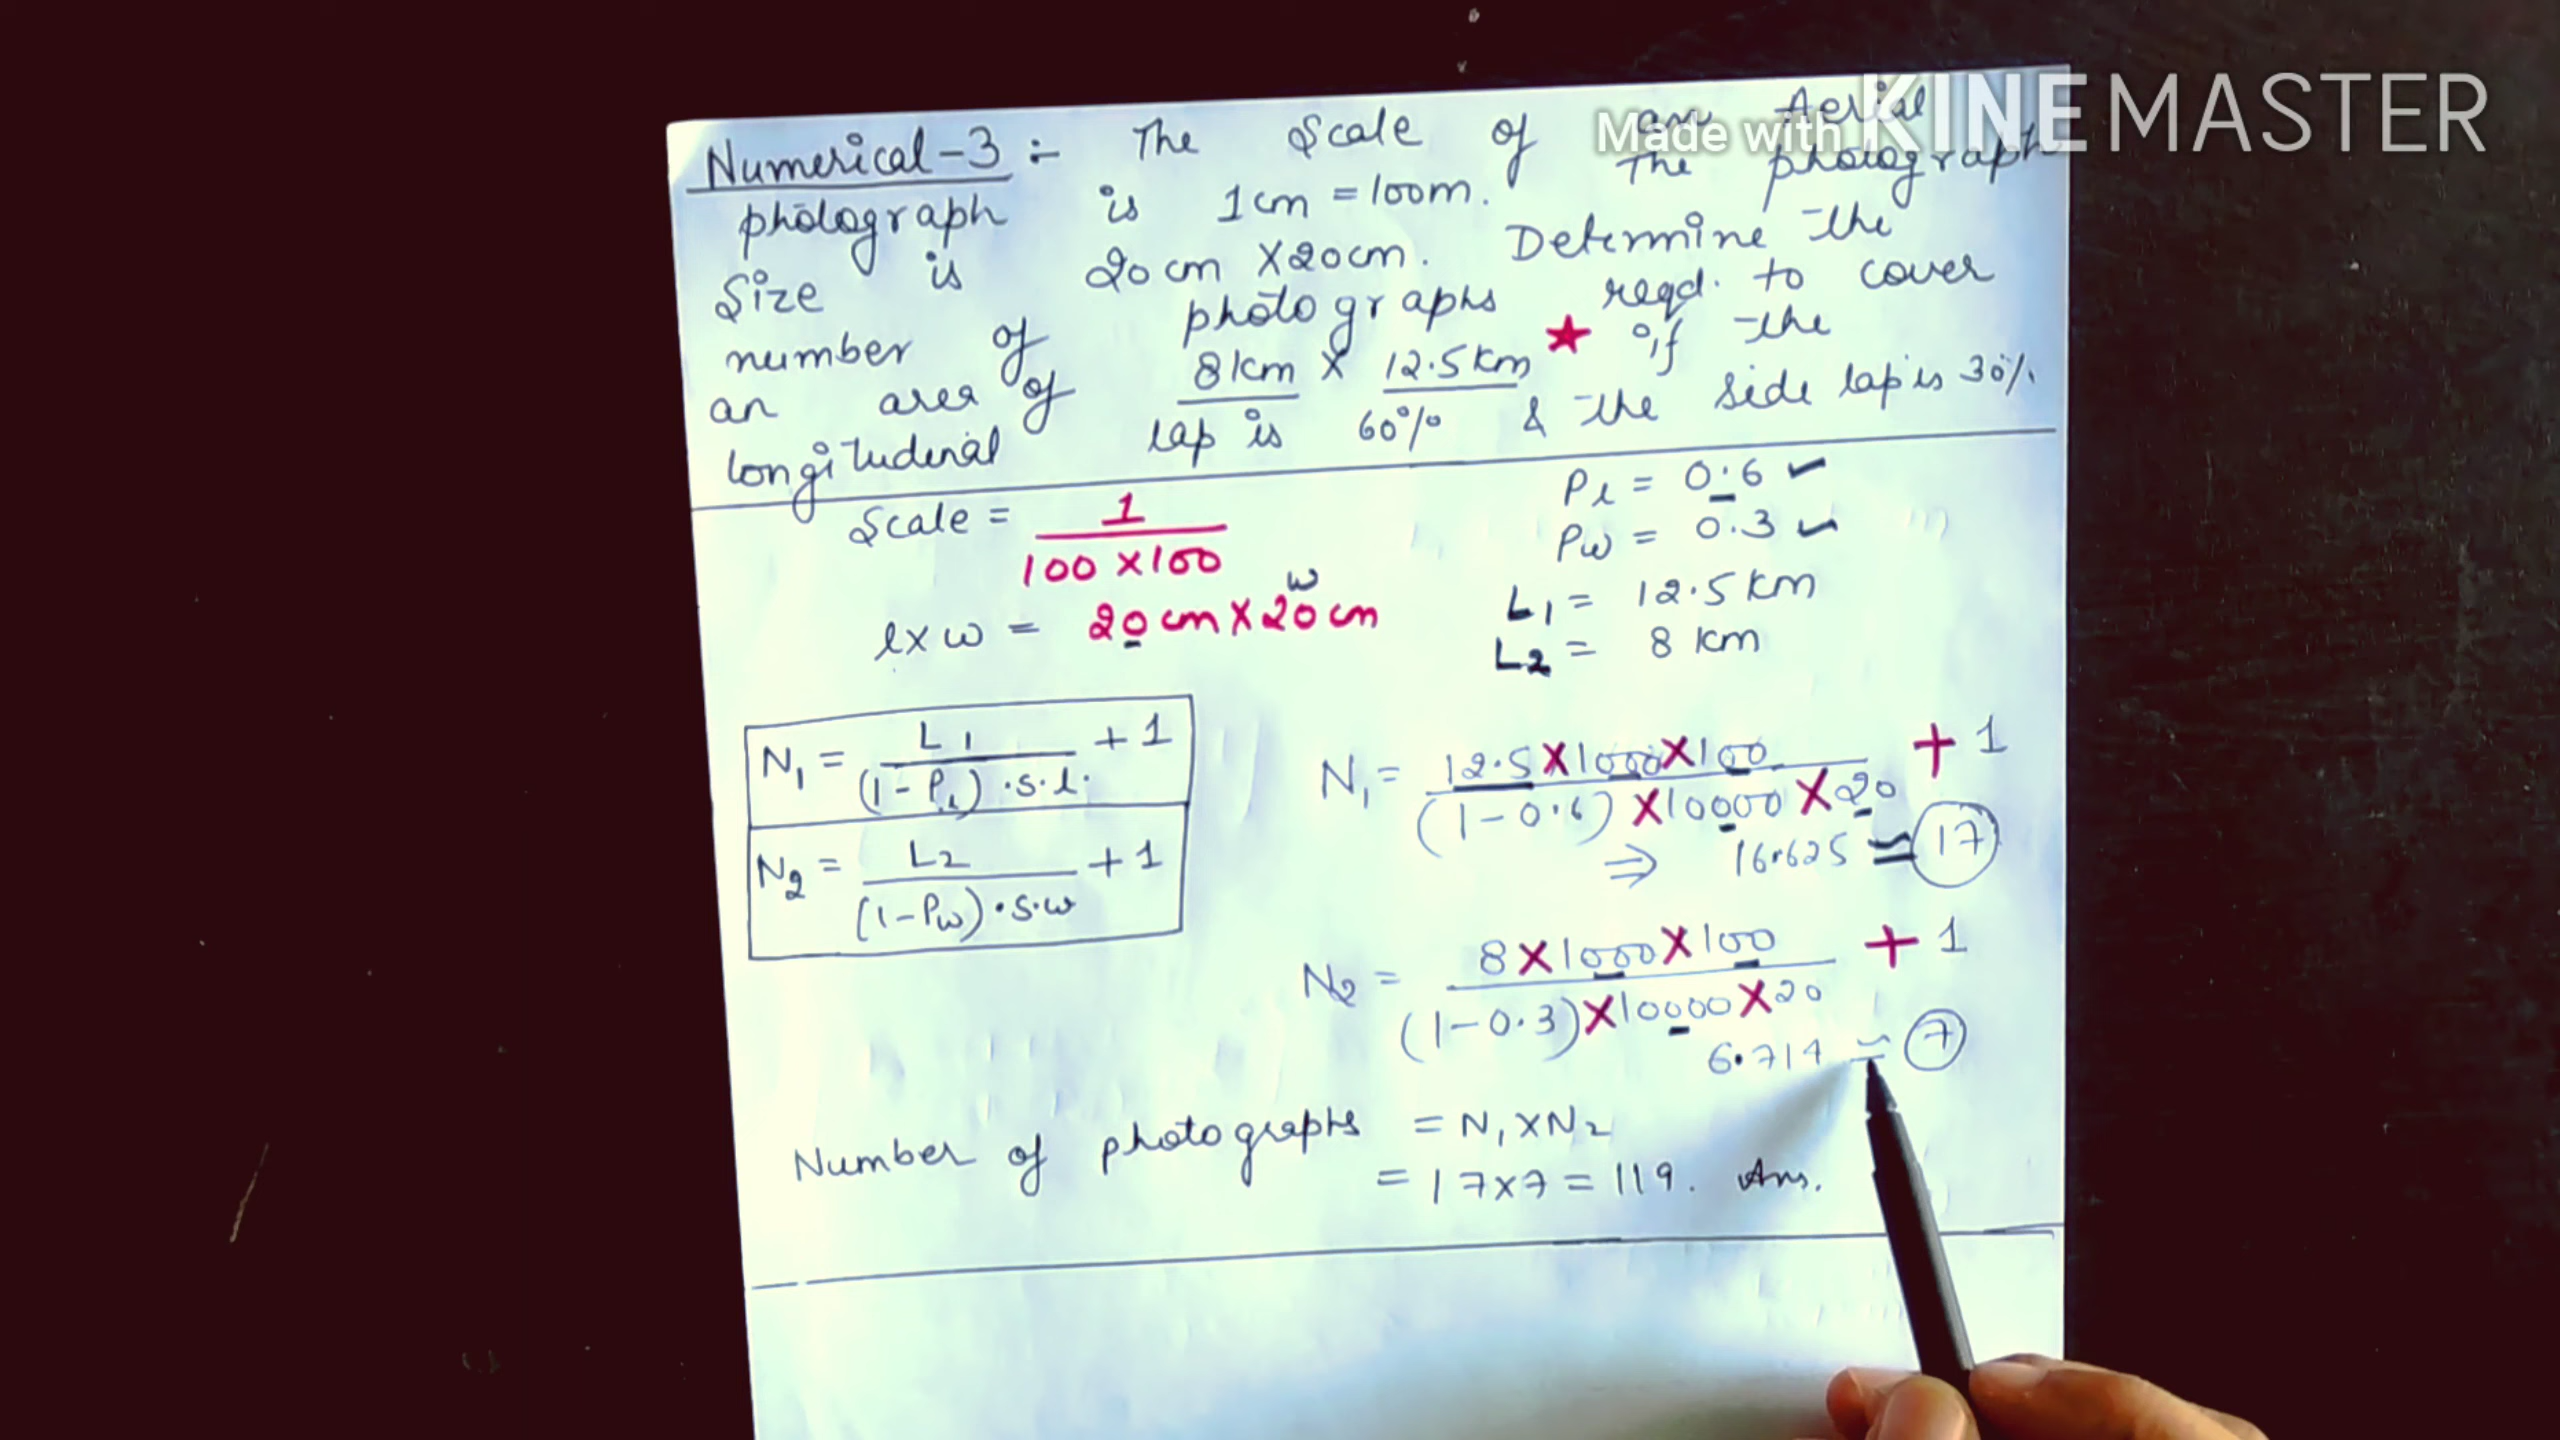 Made with KINEMASTER
Numerical-3 :- The Scale of an Aerial
photograph is 1cm = 100m. The photograph
Size is 20cm X 20cm. Determine the
number of photographs reqd. to cover
an area of 8km X 12.5km ★ if the
longitudinal lap is 60% & the side lap is 30%.
Scale = 1 / 100 × 100
l x w = 20 cm X 20 cm
w
Pl = 0.6 ✓
Pw = 0.3 ✓
L1 = 12.5 km
L2 = 8 km
N1 = L1 / (1 - Pl) . s . l . + 1
N2 = L2 / (1 - Pw) . s . w + 1
N1 = 12.5 X 1000 X 100 / (1 - 0.6) X 10000 X 20 + 1
⇒ 16.625 ≃ 17
N2 = 8 X 1000 X 100 / (1 - 0.3) X 10000 X 20 + 1
6.714 ≃ 7
Number of photographs = N1 X N2
= 17 x 7 = 119. Ans.